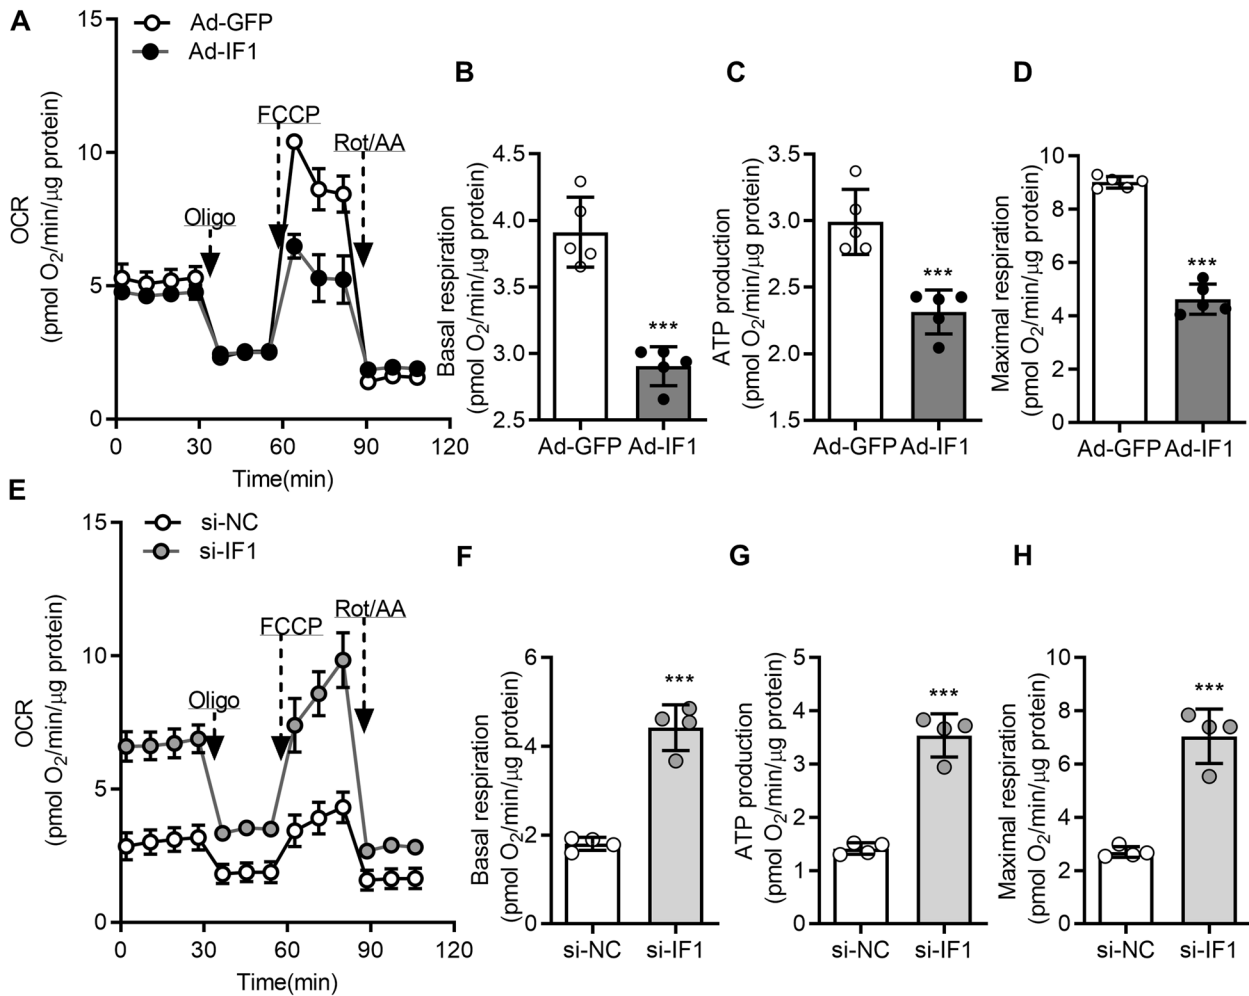 A
Ad-GFP
Ad-IF1
OCR
(pmol O2/min/μg protein)
15
10
5
0
Oligo
FCCP
Rot/AA
0 30 60 90 120
Time(min)
B
Basal respiration
(pmol O2/min/μg protein)
4.5
4.0
3.5
3.0
2.5
***
Ad-GFP Ad-IF1
C
ATP production
(pmol O2/min/μg protein)
3.5
3.0
2.5
2.0
1.5
***
Ad-GFP Ad-IF1
D
Maximal respiration
(pmol O2/min/μg protein)
10
8
6
4
2
0
***
Ad-GFP Ad-IF1
E
si-NC
si-IF1
OCR
(pmol O2/min/μg protein)
15
10
5
0
Oligo
FCCP
Rot/AA
0 30 60 90 120
Time(min)
F
Basal respiration
(pmol O2/min/μg protein)
6
4
2
0
***
si-NC si-IF1
G
ATP production
(pmol O2/min/μg protein)
5
4
3
2
1
0
***
si-NC si-IF1
H
Maximal respiration
(pmol O2/min/μg protein)
10
8
6
4
2
0
***
si-NC si-IF1